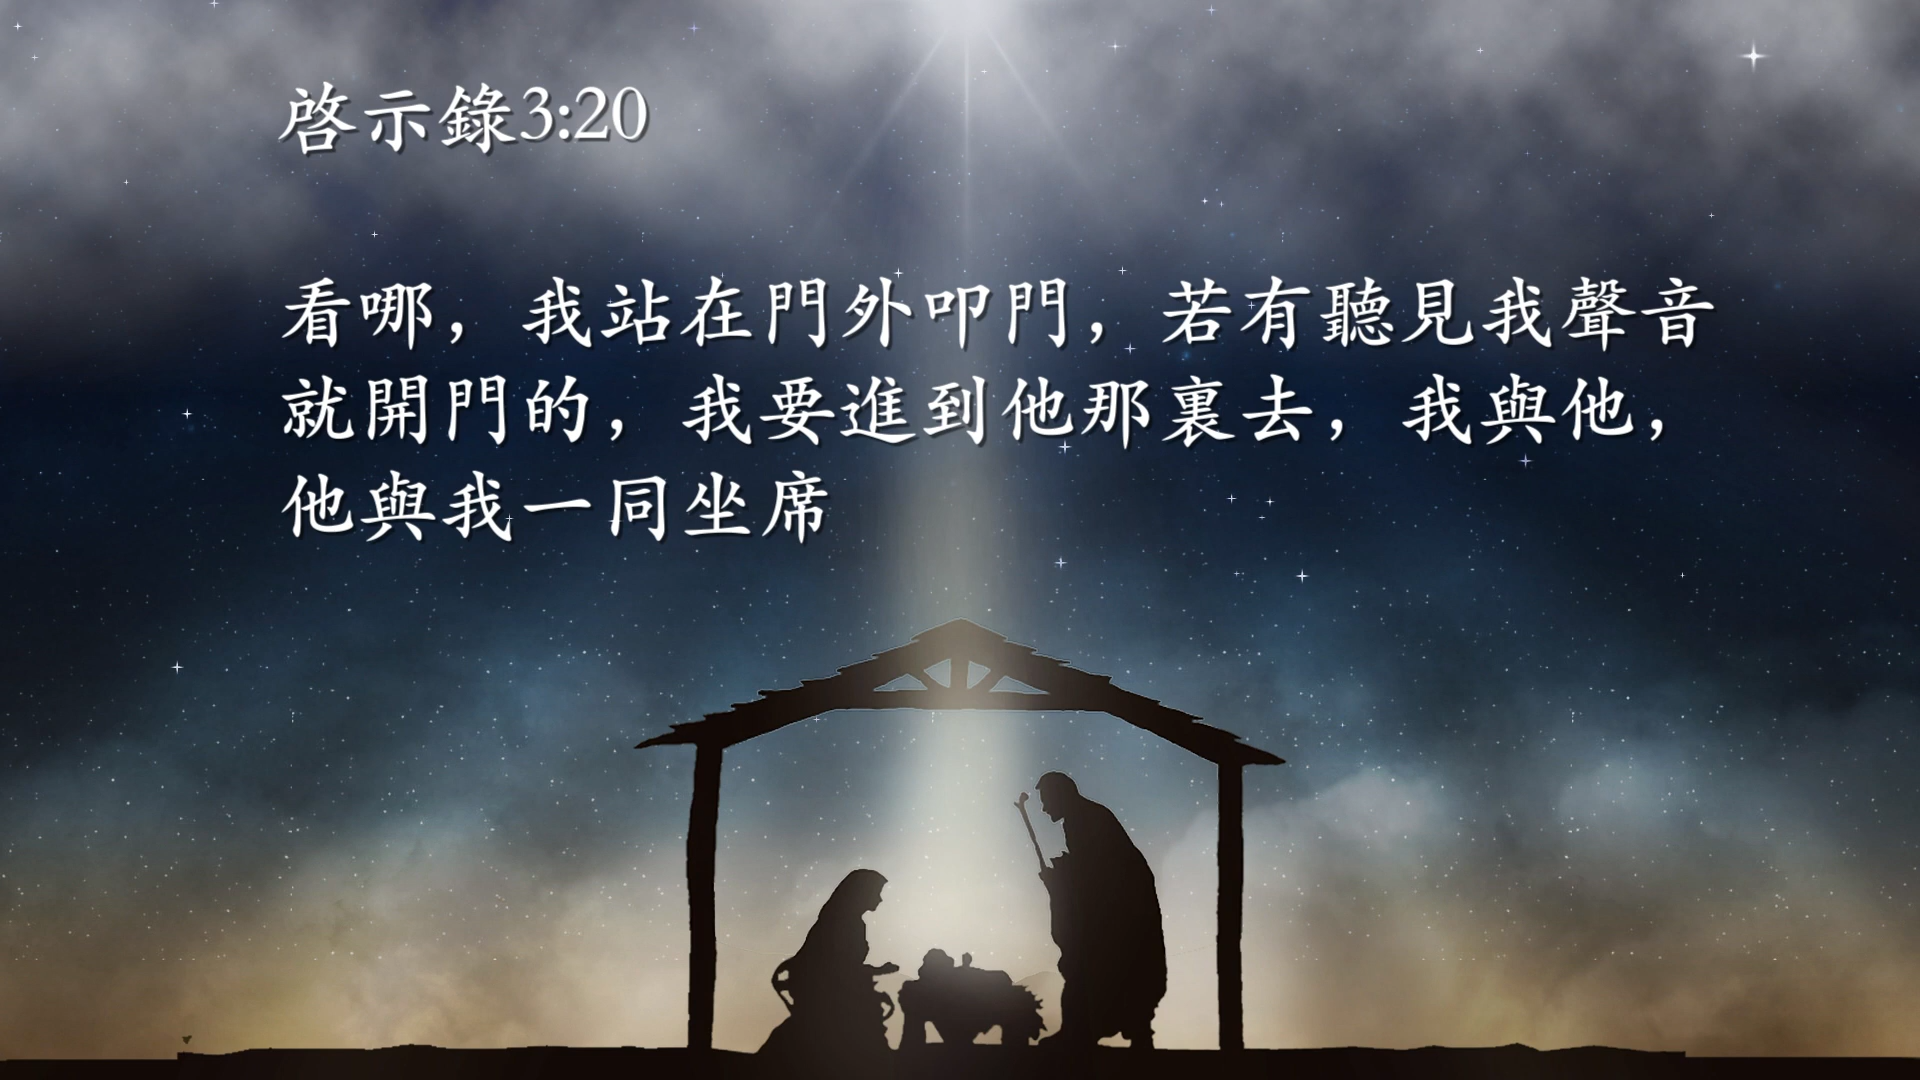 啓示錄3:20
看哪，我站在門外叩門，若有聽見我聲音
就開門的，我要進到他那裏去，我與他，
他與我一同坐席